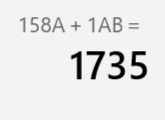 158A + 1AB =
1735